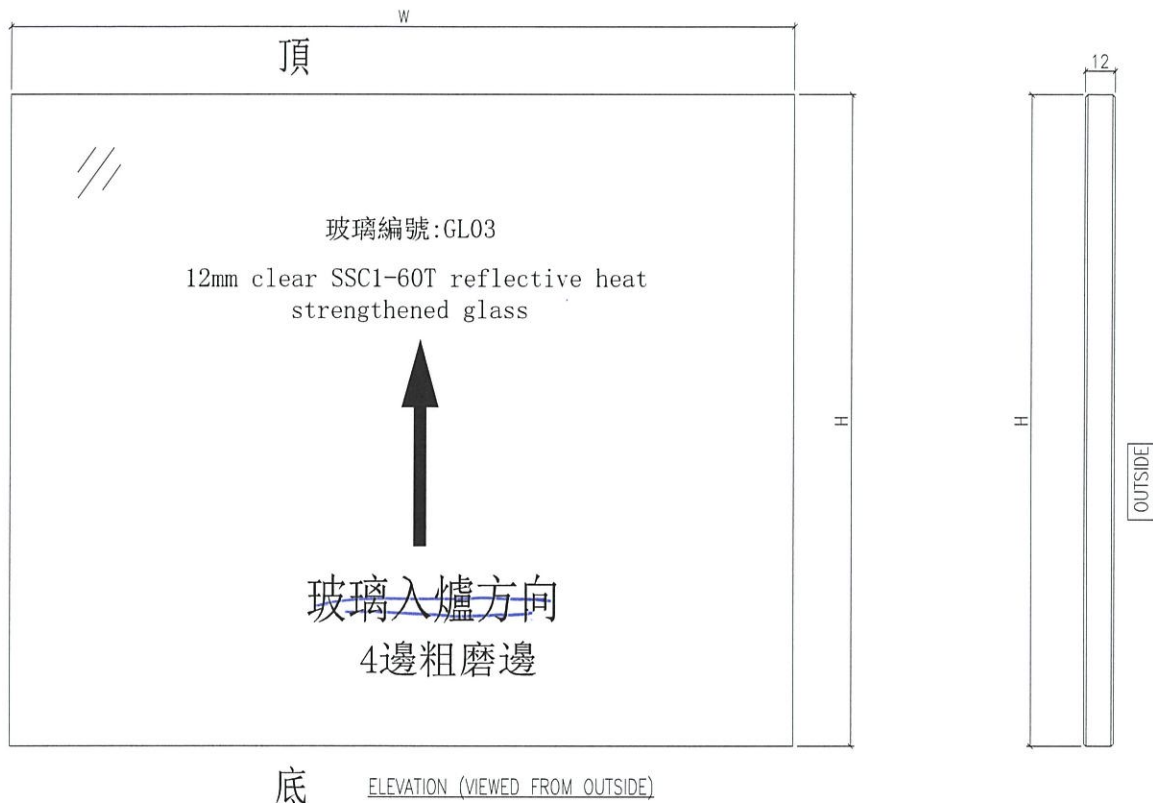 W
頂
12
玻璃編號:GL03
12mm clear SSC1-60T reflective heat
strengthened glass
H
H
OUTSIDE
玻璃入爐方向
4邊粗磨邊
底
ELEVATION (VIEWED FROM OUTSIDE)